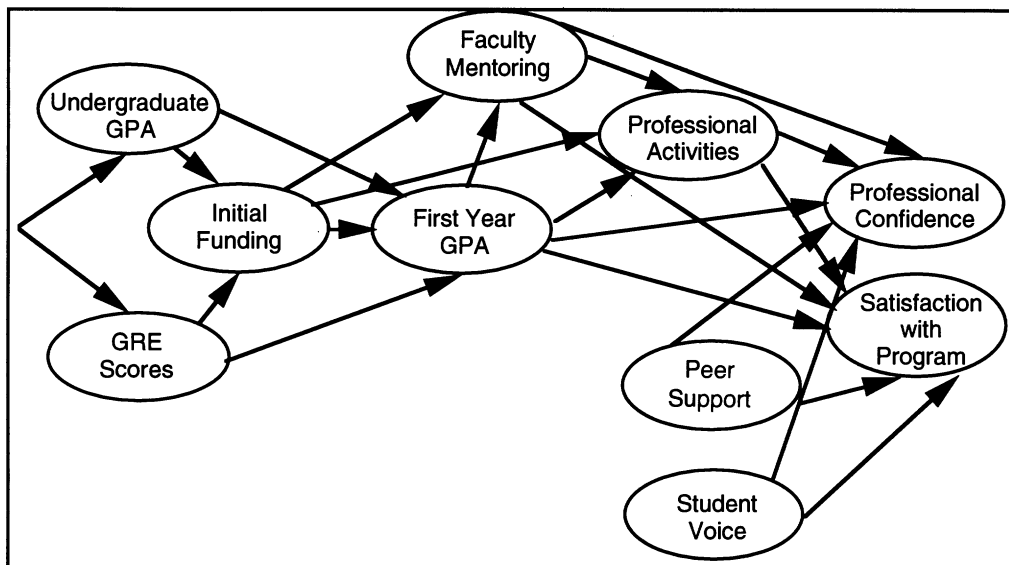 Faculty
Mentoring
Undergraduate
GPA
Professional
Activities
Professional
Confidence
Initial
Funding
First Year
GPA
Satisfaction
with
Program
GRE
Scores
Peer
Support
Student
Voice